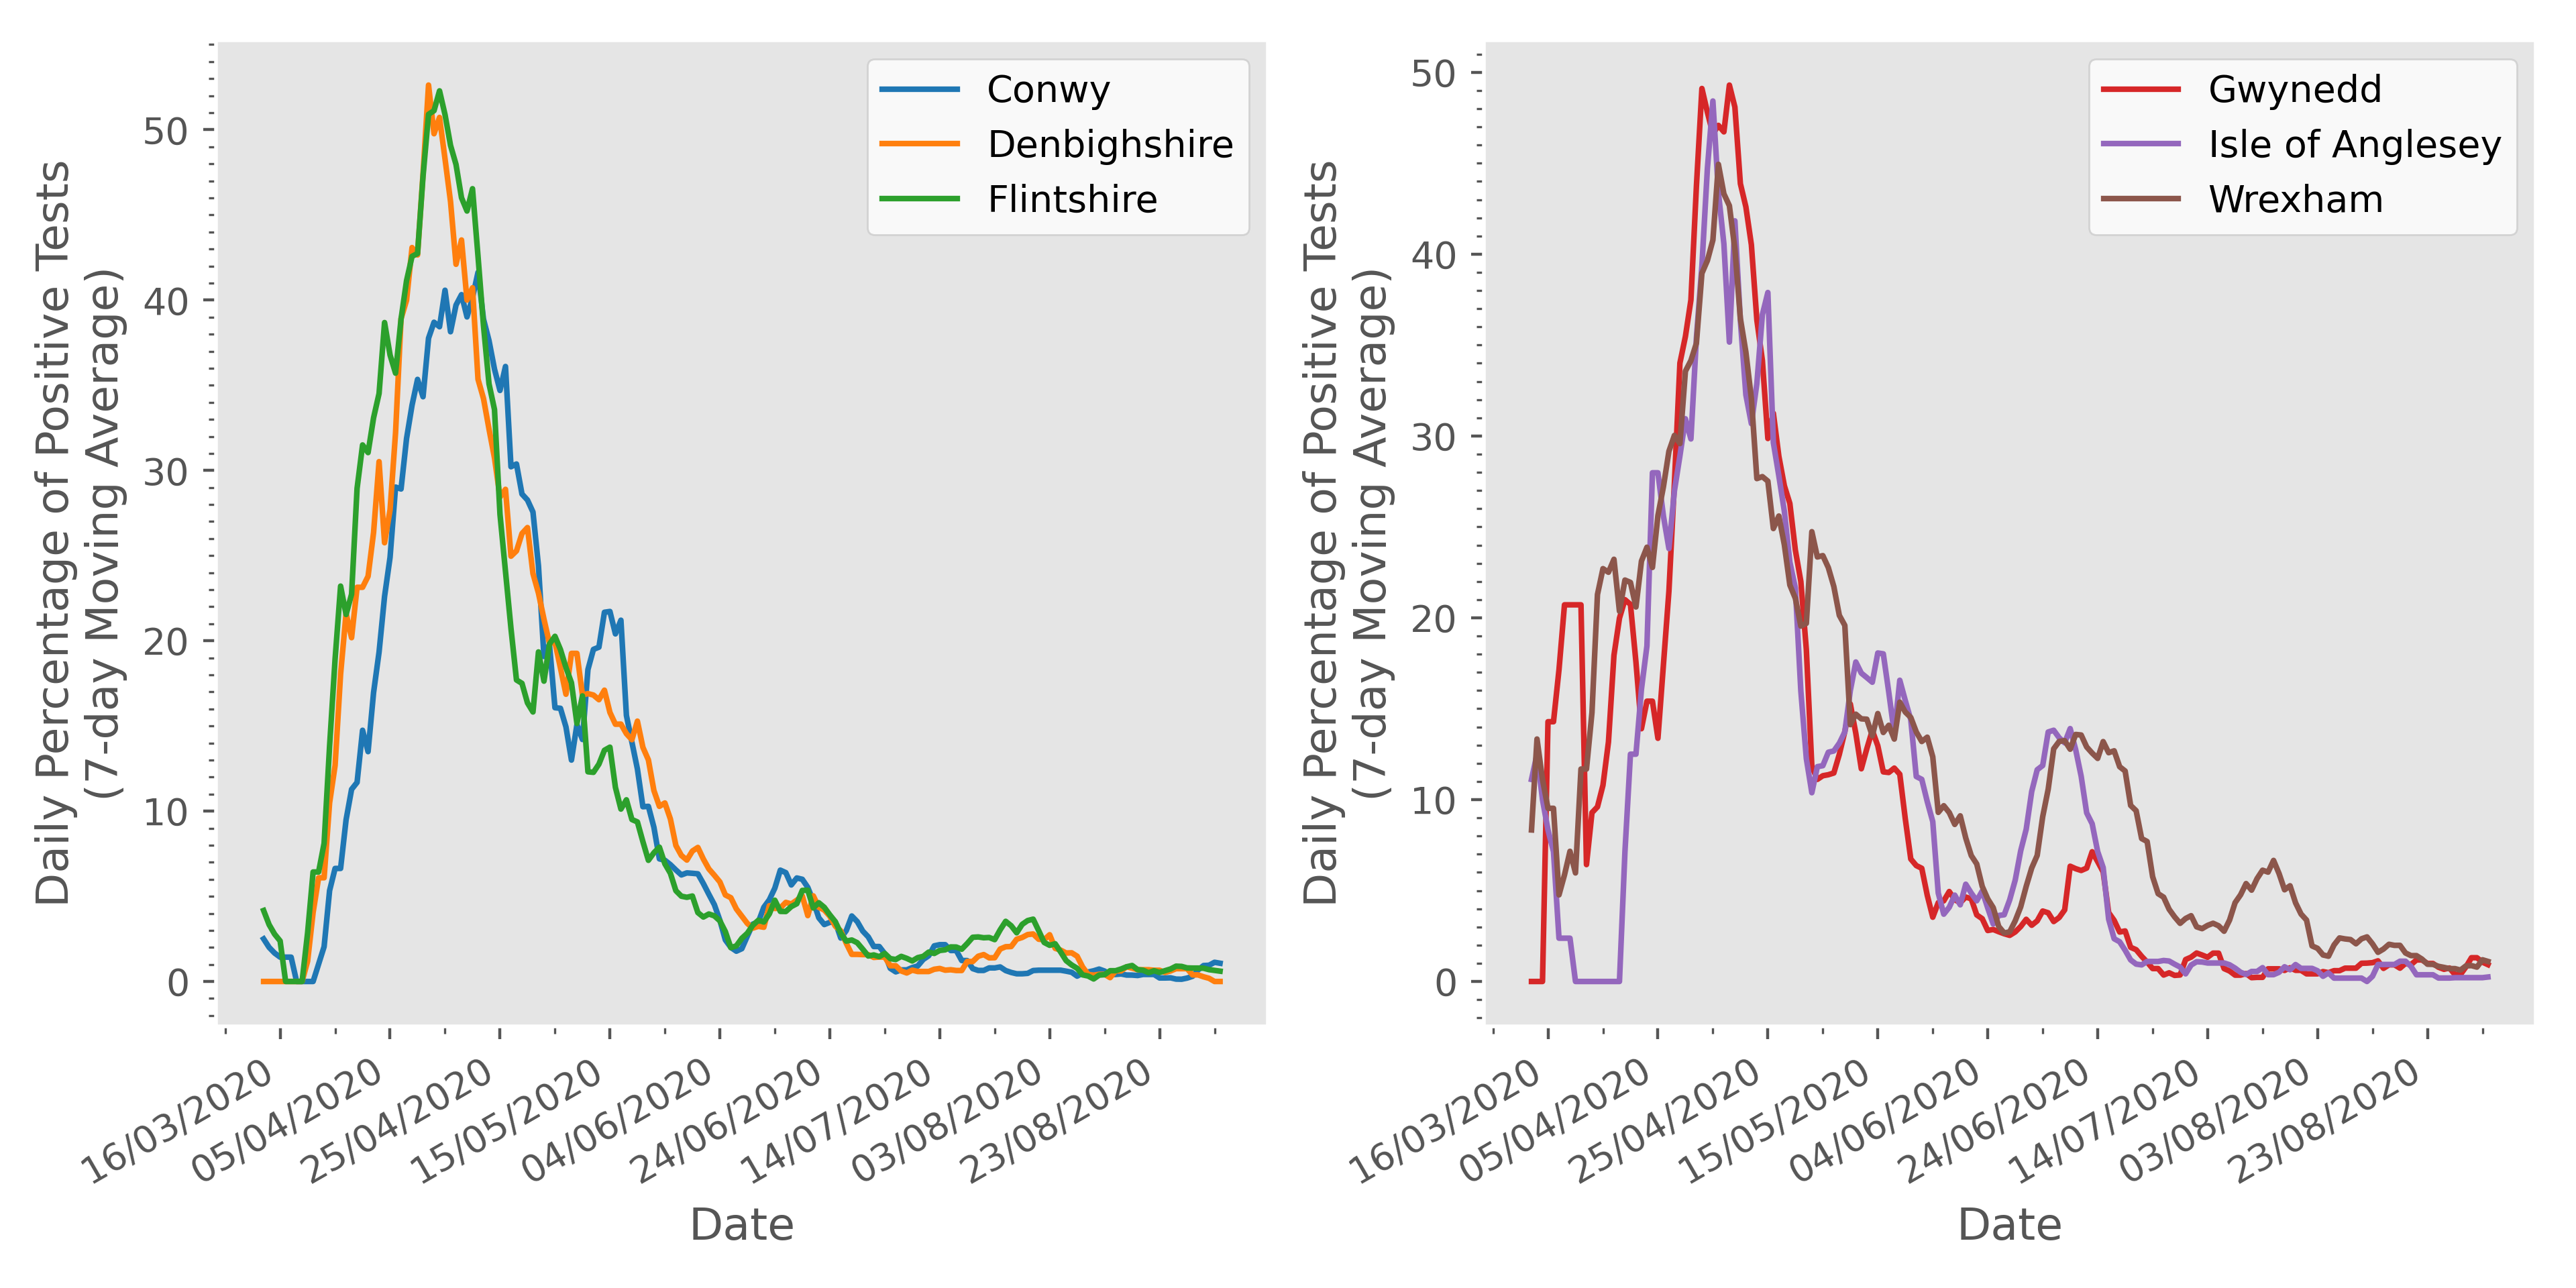 Daily Percentage of Positive Tests
(7-day Moving Average)
50
40
30
20
10
0
Conwy
Denbighshire
Flintshire
16/03/2020
05/04/2020
25/04/2020
15/05/2020
04/06/2020
24/06/2020
14/07/2020
03/08/2020
23/08/2020
Date
Daily Percentage of Positive Tests
(7-day Moving Average)
50
40
30
20
10
0
Gwynedd
Isle of Anglesey
Wrexham
16/03/2020
05/04/2020
25/04/2020
15/05/2020
04/06/2020
24/06/2020
14/07/2020
03/08/2020
23/08/2020
Date